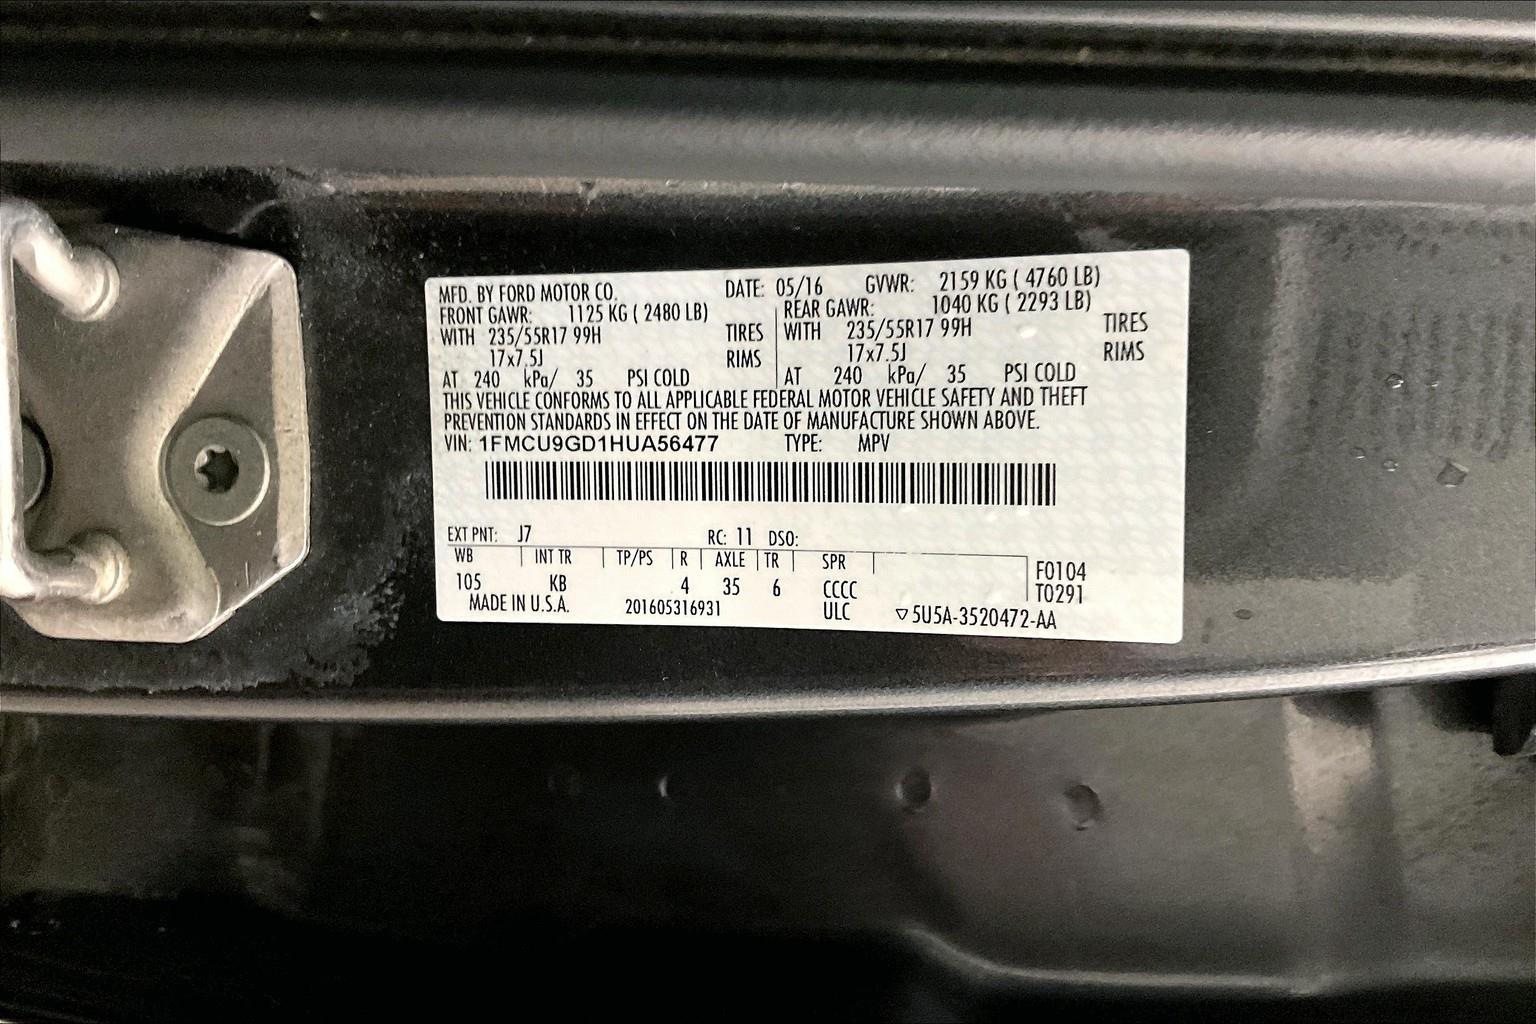 MFD. BY FORD MOTOR CO. DATE: 05/16 GVWR: 2159 KG ( 4760 LB)
FRONT GAWR: 1125 KG ( 2480 LB) REAR GAWR: 1040 KG ( 2293 LB)
WITH 235/55R17 99H TIRES WITH 235/55R17 99H TIRES
17x7.5J RIMS 17x7.5J RIMS
AT 240 kPa/ 35 PSI COLD AT 240 kPa/ 35 PSI COLD
THIS VEHICLE CONFORMS TO ALL APPLICABLE FEDERAL MOTOR VEHICLE SAFETY AND THEFT
PREVENTION STANDARDS IN EFFECT ON THE DATE OF MANUFACTURE SHOWN ABOVE.
VIN: 1FMCU9GD1HUA56477 TYPE: MPV
EXT PNT: J7 RC: 11 DSO:
WB INT TR TP/PS R AXLE TR SPR
105 KB 4 35 6 CCCC F0104
ULC T0291
MADE IN U.S.A. 201605316931 5U5A-3520472-AA